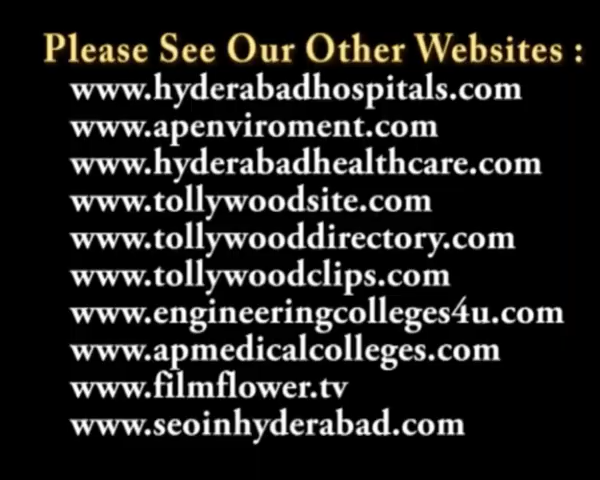 Please See Our Other Websites :
www.hyderabadhospitals.com
www.apenviroment.com
www.hyderabadhealthcare.com
www.tollywoodsite.com
www.tollywooddirectory.com
www.tollywoodclips.com
www.engineeringcolleges4u.com
www.apmedicalcolleges.com
www.filmflower.tv
www.seoinhyderabad.com